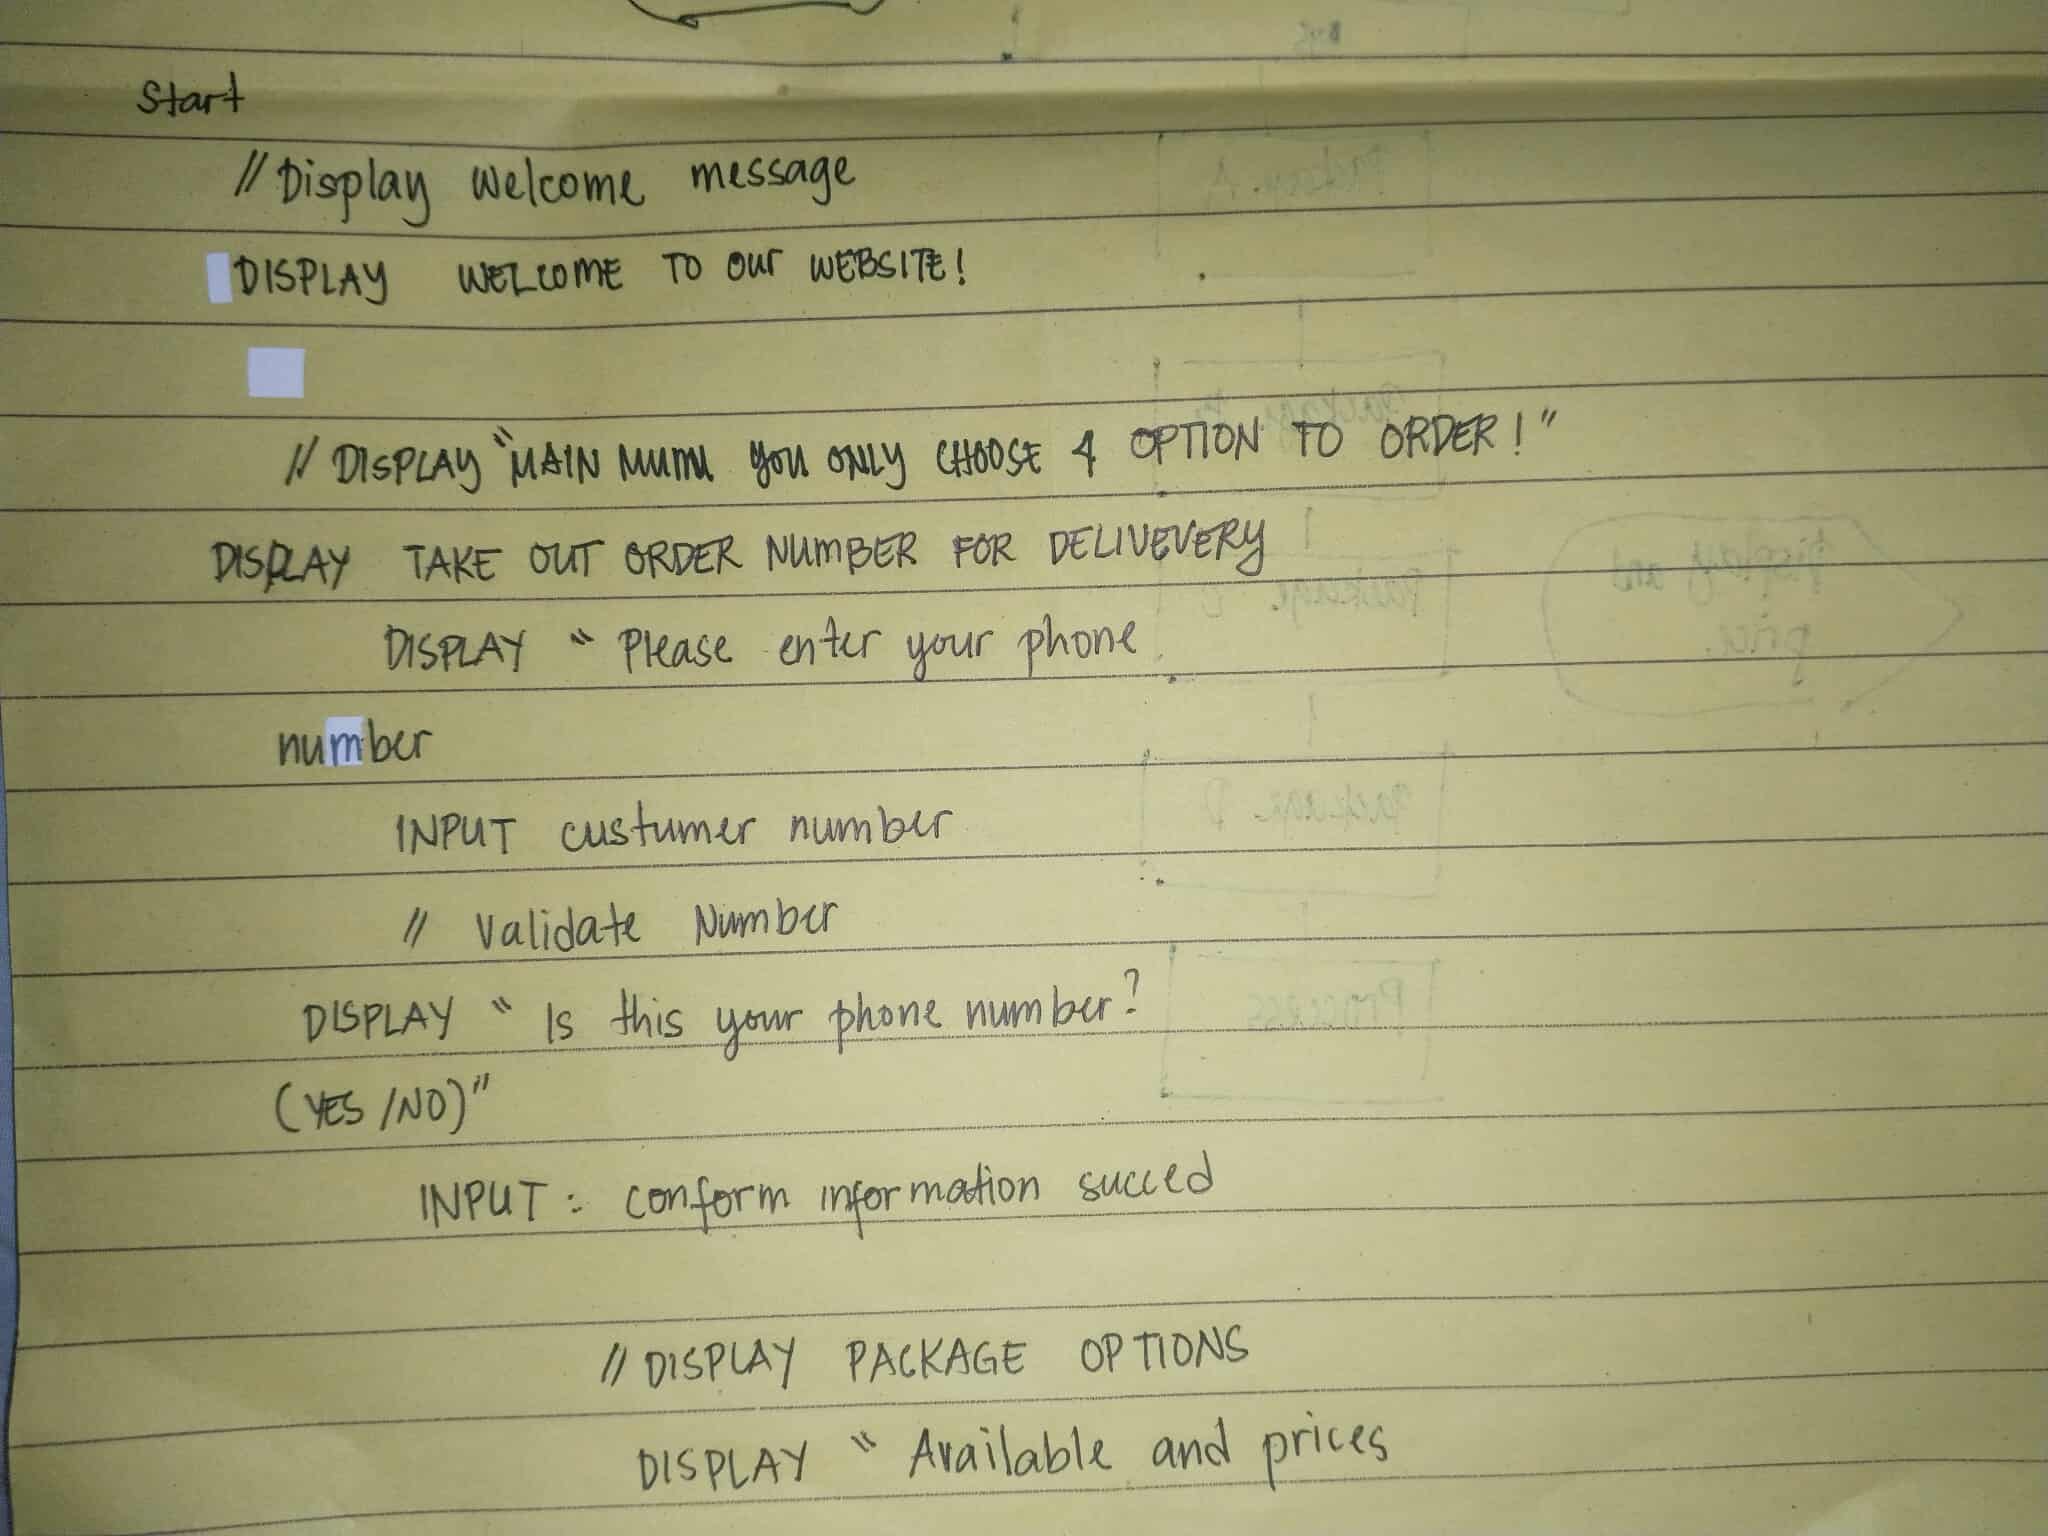 Start
// Display Welcome message
DISPLAY WELCOME TO our WEBSITE!
// DISPLAY "MAIN MUMU YOU ONLY CHOOSE 4 OPTION TO ORDER!"
DISPLAY TAKE OUT ORDER NUMBER FOR DELIVEVERY
DISPLAY " Please enter your phone
number
INPUT custumer number
// Validate Number
DISPLAY " Is this your phone number?
(YES/NO)"
INPUT: conform information succed
// DISPLAY PACKAGE OPTIONS
DISPLAY " Available and prices